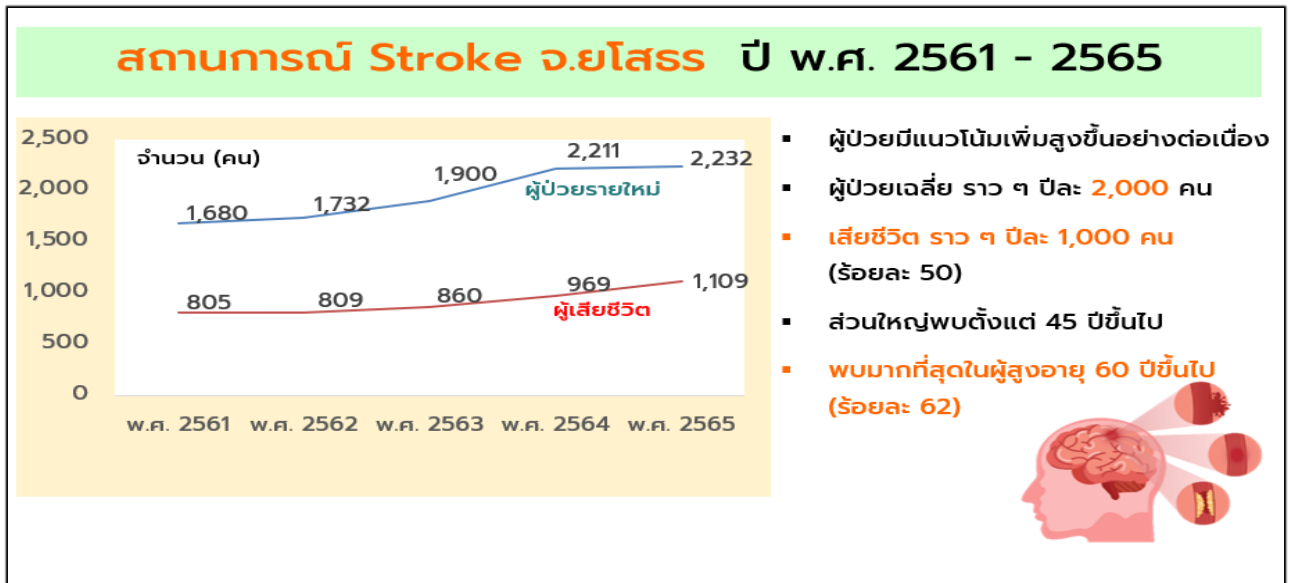 สถานการณ์ Stroke จ.ยโสธร ปี พ.ศ. 2561 - 2565
จำนวน (คน)
2,500
2,000
1,500
1,000
500
0
1,680
1,732
1,900
2,211
2,232
ผู้ป่วยรายใหม่
805
809
860
969
1,109
ผู้เสียชีวิต
พ.ศ. 2561 พ.ศ. 2562 พ.ศ. 2563 พ.ศ. 2564 พ.ศ. 2565
▪ ผู้ป่วยมีแนวโน้มเพิ่มสูงขึ้นอย่างต่อเนื่อง
▪ ผู้ป่วยเฉลี่ย ราว ๆ ปีละ 2,000 คน
▪ เสียชีวิต ราว ๆ ปีละ 1,000 คน
(ร้อยละ 50)
▪ ส่วนใหญ่พบตั้งแต่ 45 ปีขึ้นไป
▪ พบมากที่สุดในผู้สูงอายุ 60 ปีขึ้นไป
(ร้อยละ 62)